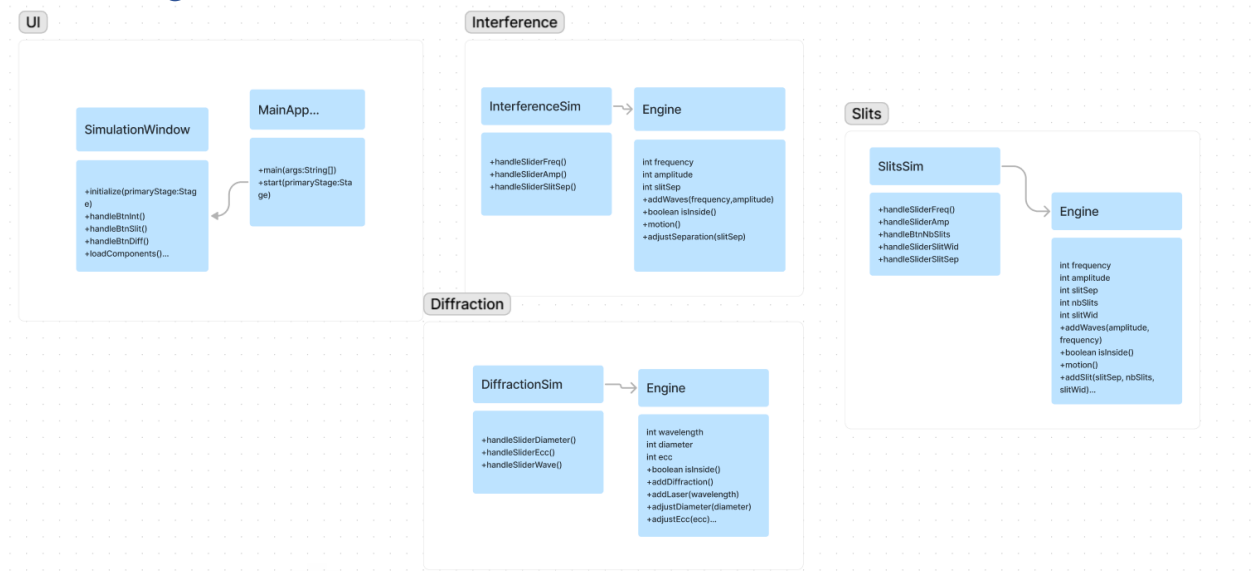 UI
SimulationWindow
+initialize(primaryStage:Stag
e)
+handleBtnInt()
+handleBtnSlit()
+handleBtnDiff()
+loadComponents()...
MainApp...
+main(args:String[])
+start(primaryStage:Sta
ge)
Interference
InterferenceSim
+handleSliderFreq()
+handleSliderAmp()
+handleSliderSlitSep()
Engine
int frequency
int amplitude
int slitSep
+addWaves(frequency,amplitude)
+boolean isInside()
+motion()
+adjustSeparation(slitSep)
Diffraction
DiffractionSim
+handleSliderDiameter()
+handleSliderEcc()
+handleSliderWave()
Engine
int wavelength
int diameter
int ecc
+boolean isInside()
+addDiffraction()
+addLaser(wavelength)
+adjustDiameter(diameter)
+adjustEcc(ecc)...
Slits
SlitsSim
+handleSliderFreq()
+handleSliderAmp
+handleBtnNbSlits
+handleSliderSlitWid
+handleSliderSlitSep
Engine
int frequency
int amplitude
int slitSep
int nbSlits
int slitWid
+addWaves(amplitude,
frequency)
+boolean isInside()
+motion()
+addSlit(slitSep, nbSlits,
slitWid)...